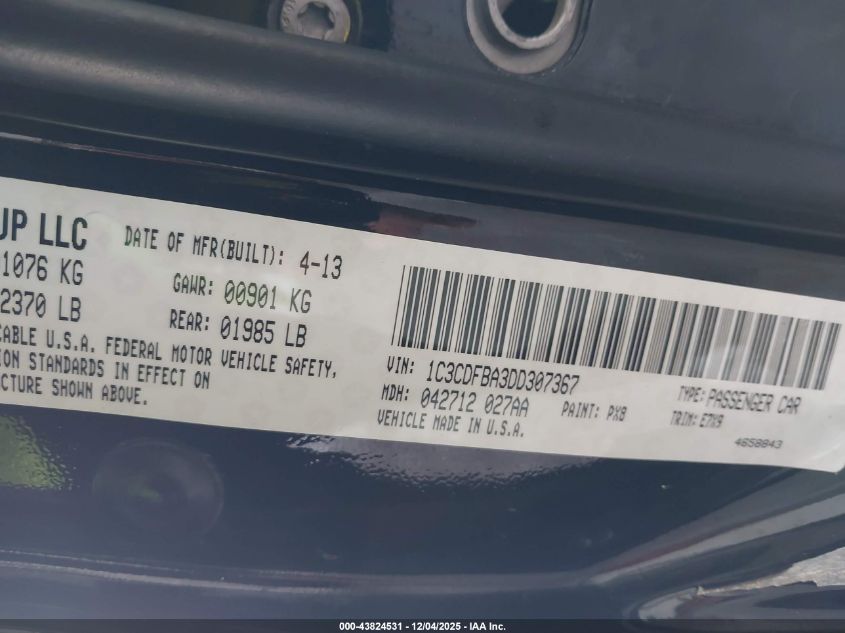 UP LLC DATE OF MFR(BUILT): 4-13
1076 KG GAWR: 00901 KG
2370 LB REAR: 01985 LB
CABLE U.S.A. FEDERAL MOTOR VEHICLE SAFETY,
ION STANDARDS IN EFFECT ON
CTURE SHOWN ABOVE.
VIN: 1C3CDFBA3DD307367 TYPE: PASSENGER CAR
MDH: 042712 027AA PAINT: PX8 TRIM: E7X9
VEHICLE MADE IN U.S.A. 4658843
000-43824531 - 12/04/2025 - IAA Inc.